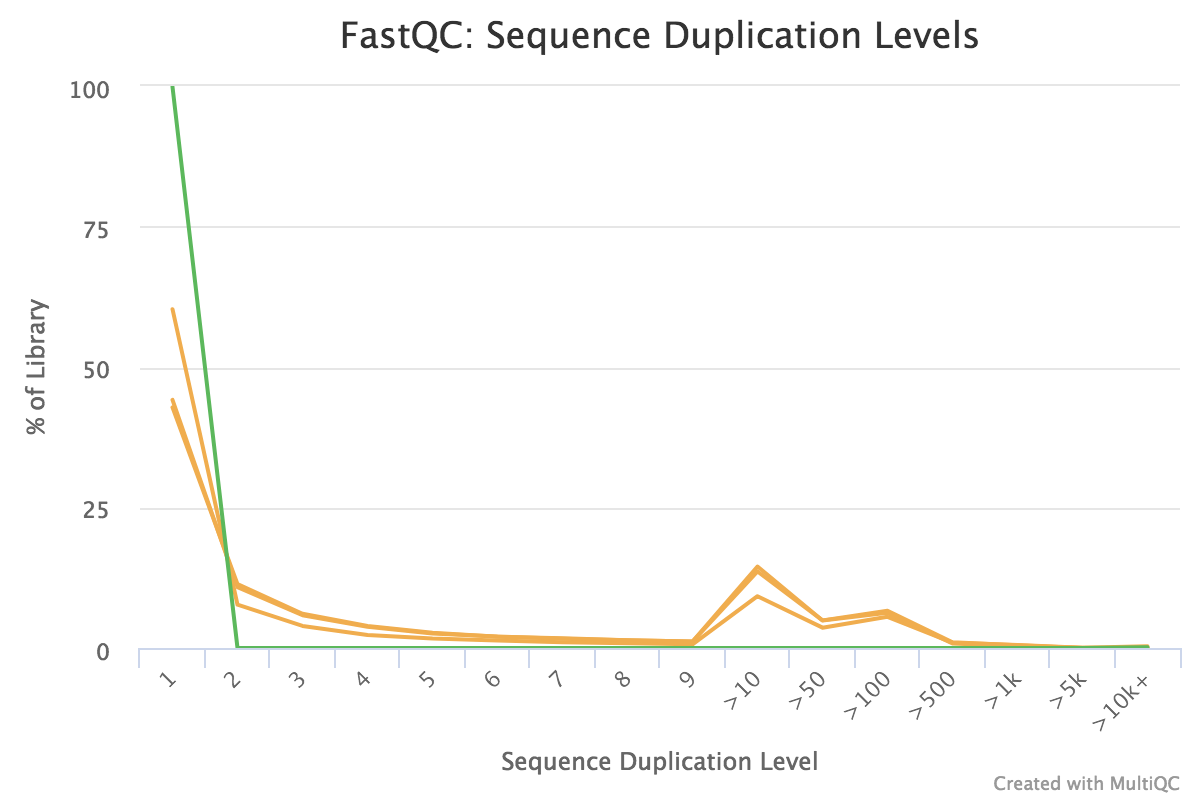 FastQC: Sequence Duplication Levels
% of Library
100
75
50
25
0
1
2
3
4
5
6
7
8
9
>10
>50
>100
>500
>1k
>5k
>10k+
Sequence Duplication Level
Created with MultiQC